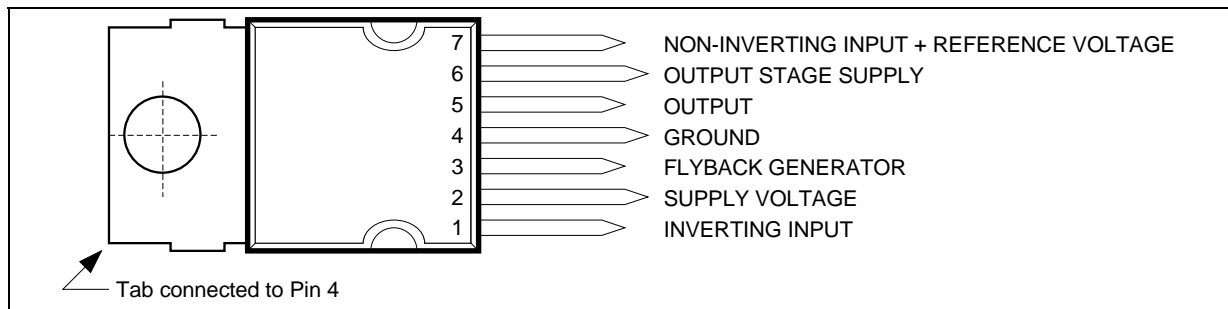 7 NON-INVERTING INPUT + REFERENCE VOLTAGE
6 OUTPUT STAGE SUPPLY
5 OUTPUT
4 GROUND
3 FLYBACK GENERATOR
2 SUPPLY VOLTAGE
1 INVERTING INPUT
Tab connected to Pin 4